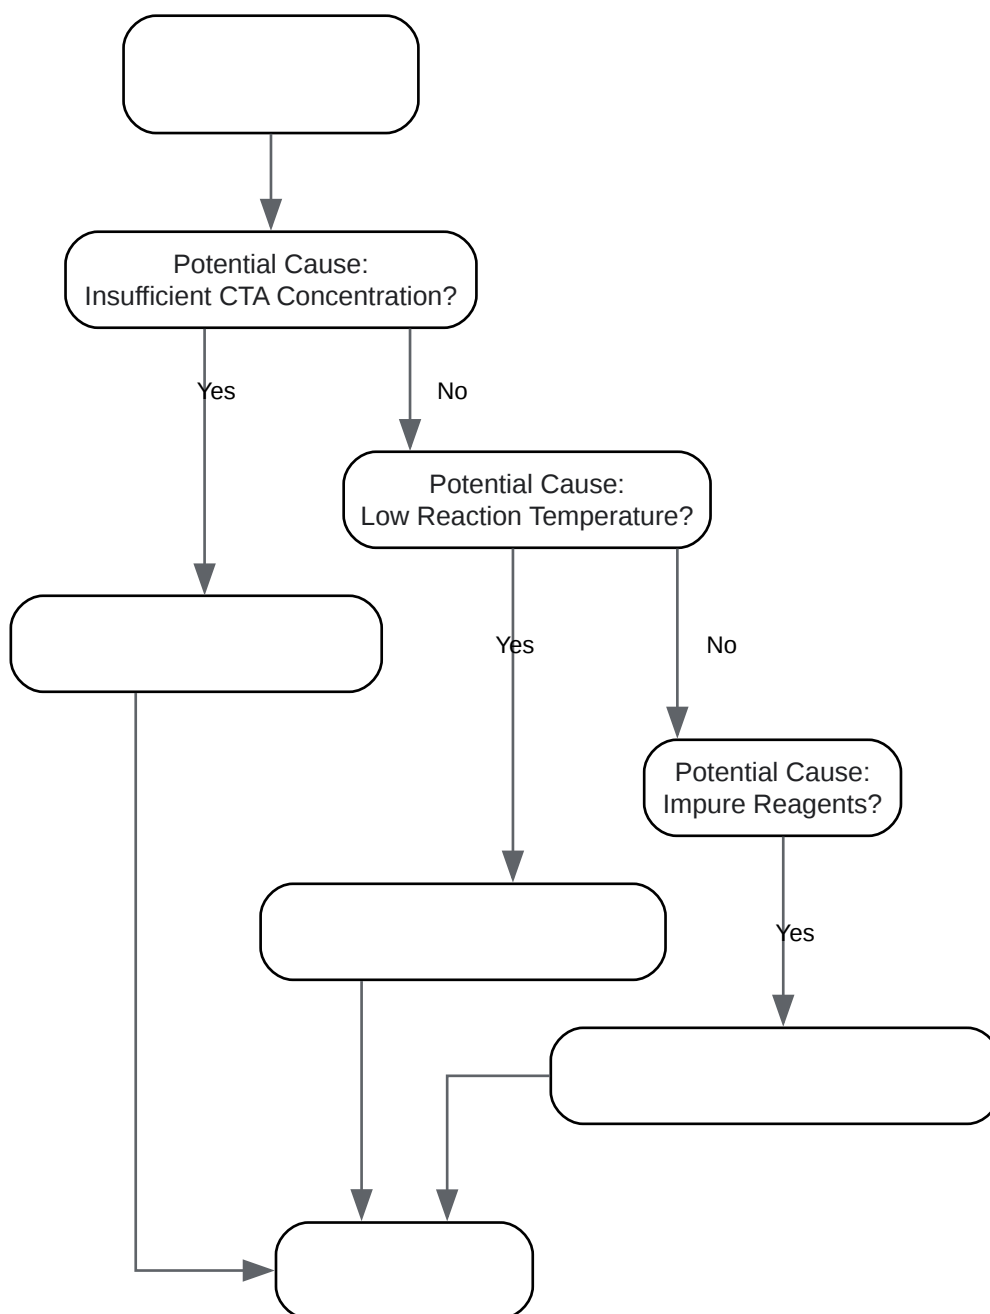 Potential Cause:
Insufficient CTA Concentration?
Yes
No
Potential Cause:
Low Reaction Temperature?
Yes
No
Potential Cause:
Impure Reagents?
Yes